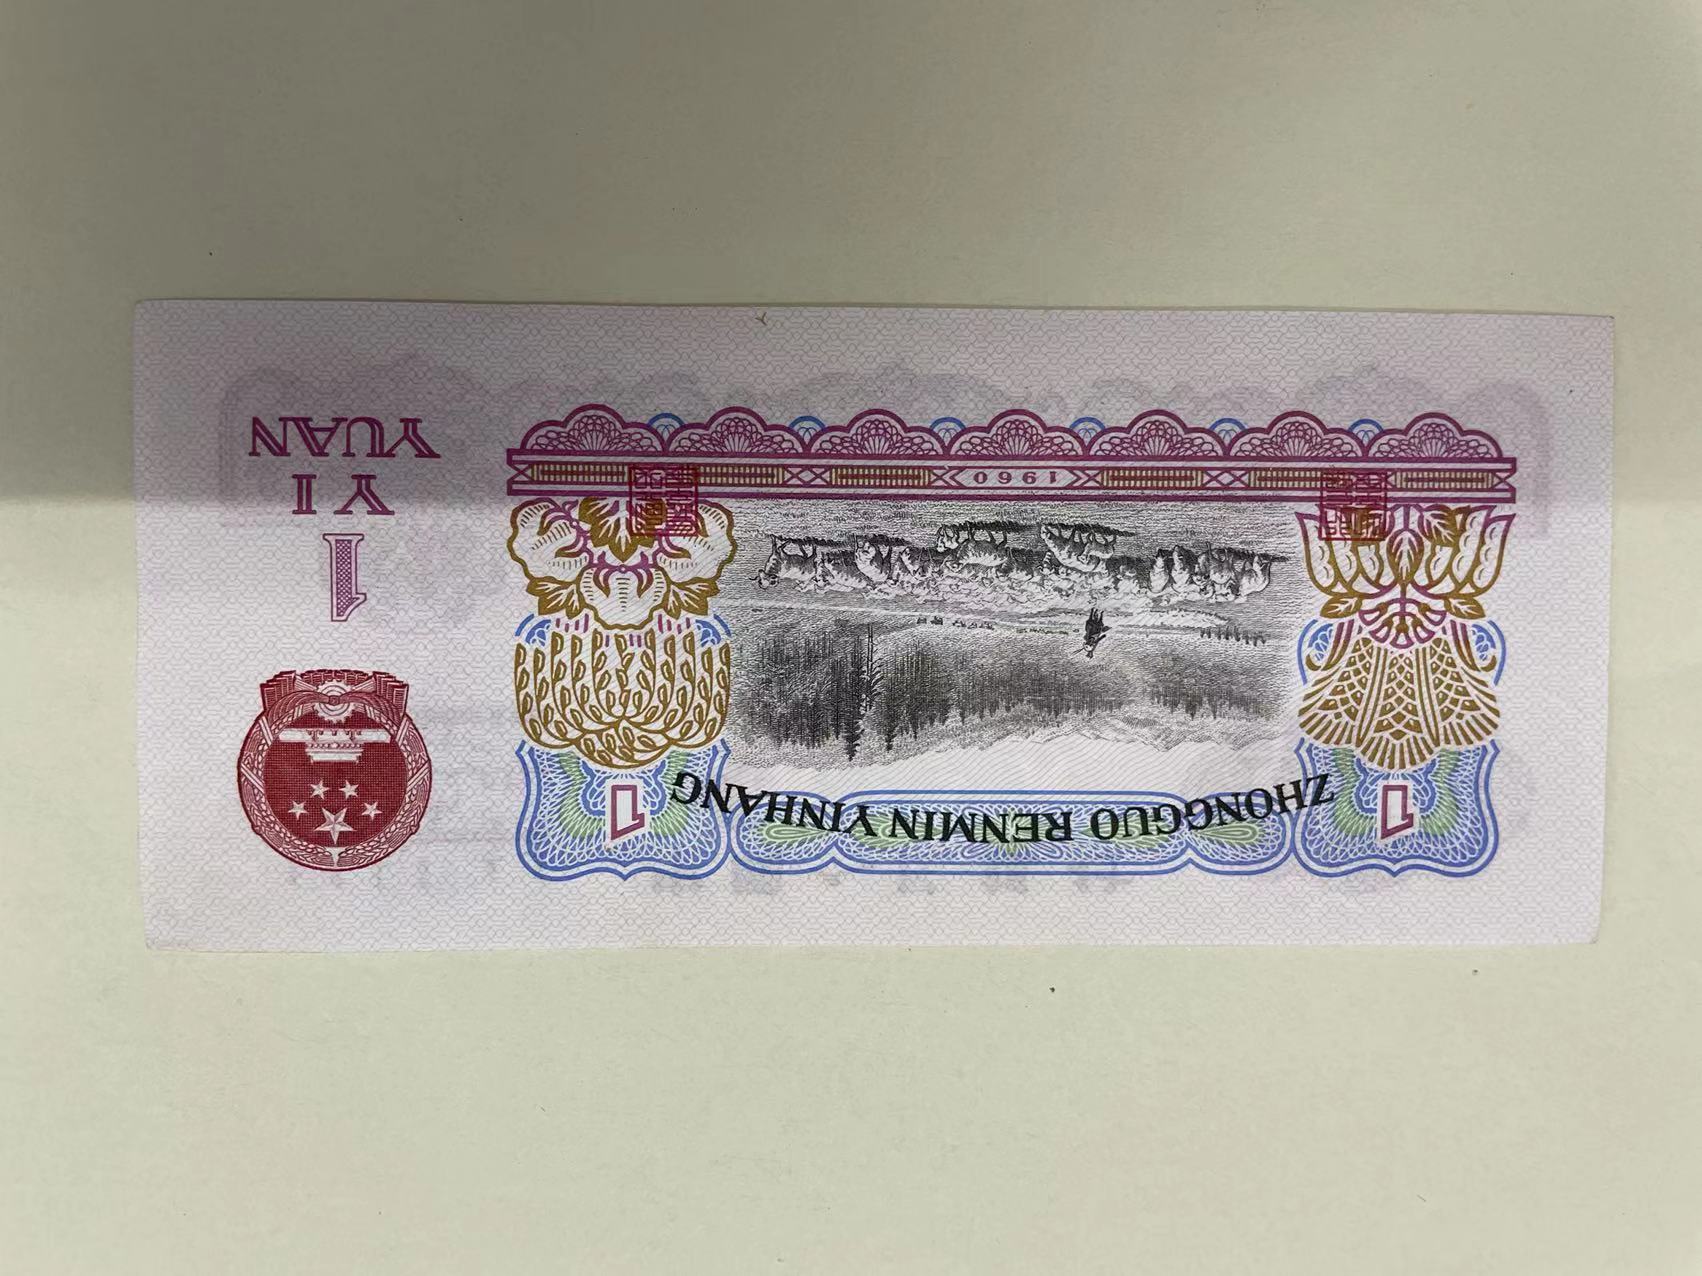 ZHONGGUO RENMIN YINHANG
1
1
1
YI
YUAN
1960